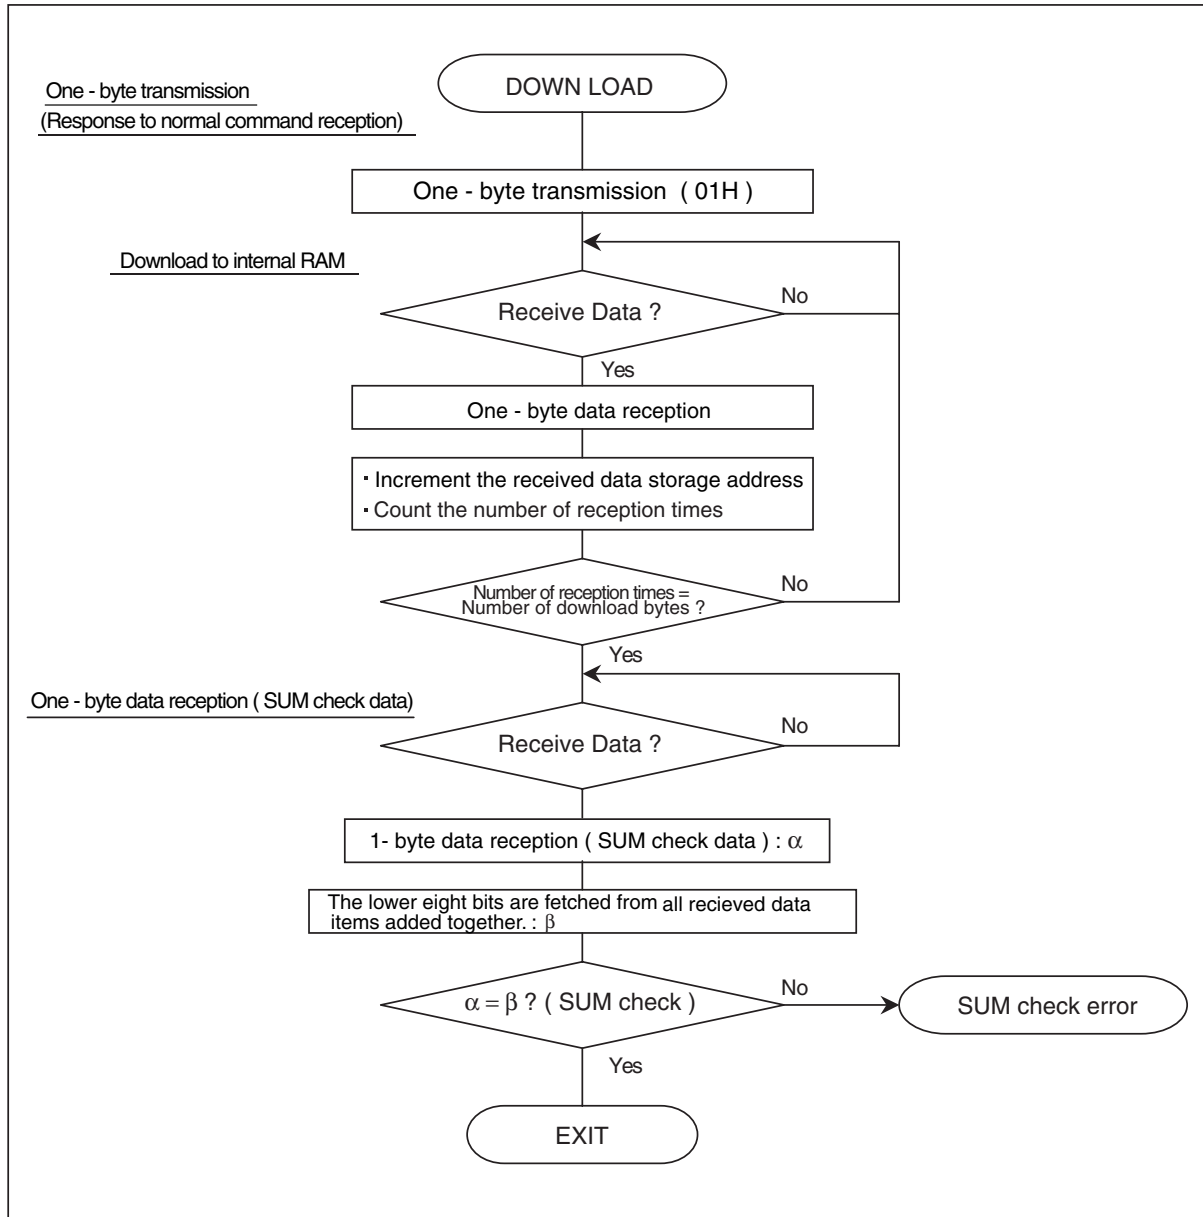 DOWN LOAD
One - byte transmission
(Response to normal command reception)
One - byte transmission ( 01H )
Download to internal RAM
Receive Data ?
No
Yes
One - byte data reception
· Increment the received data storage address
· Count the number of reception times
Number of reception times =
Number of download bytes ?
No
Yes
One - byte data reception ( SUM check data)
Receive Data ?
No
1- byte data reception ( SUM check data ) : α
The lower eight bits are fetched from all recieved data
items added together. : β
α = β ? ( SUM check )
No
SUM check error
Yes
EXIT